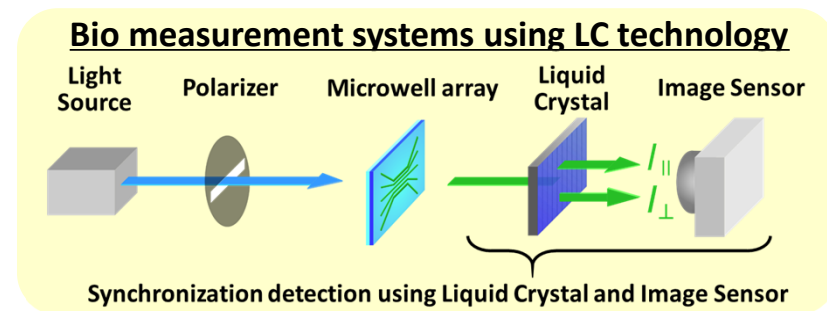 Bio measurement systems using LC technology
Light
Source
Polarizer
Microwell array
Liquid
Crystal
Image Sensor
I∥
I⊥
Synchronization detection using Liquid Crystal and Image Sensor